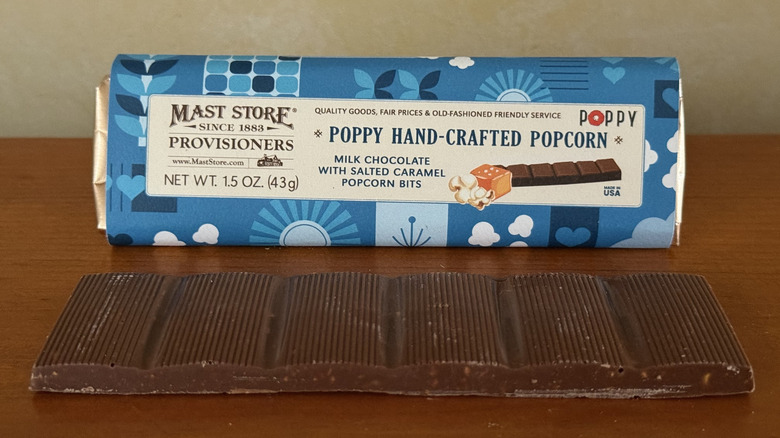 MAST STORE®
SINCE 1883
PROVISIONERS
www.MastStore.com
NET WT. 1.5 OZ. (43g)
QUALITY GOODS, FAIR PRICES & OLD-FASHIONED FRIENDLY SERVICE
POPPY
POPPY HAND-CRAFTED POPCORN
MILK CHOCOLATE
WITH SALTED CARAMEL
POPCORN BITS
MADE IN
USA